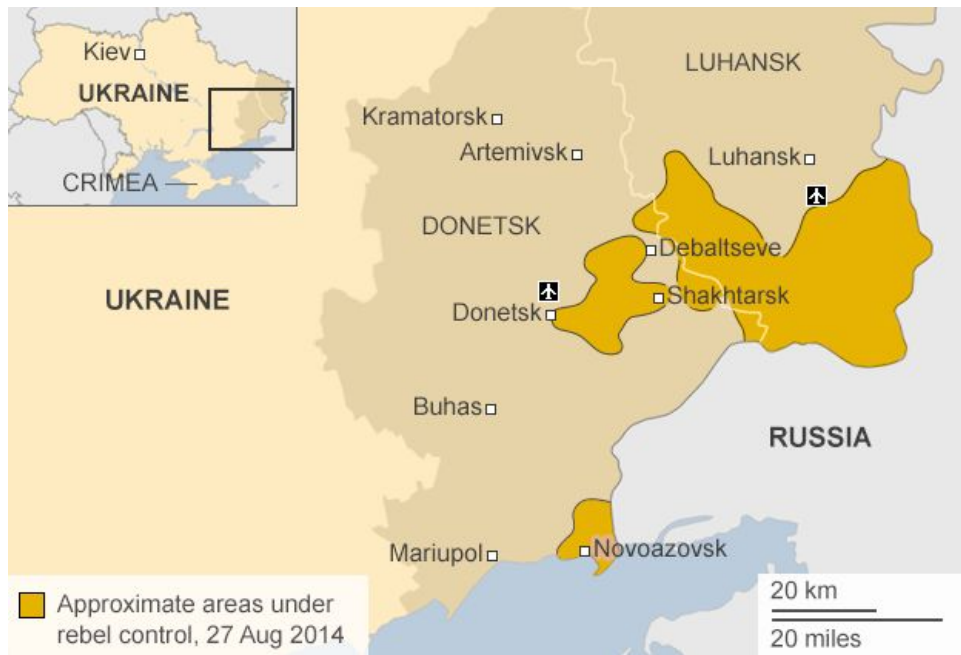 Kiev
UKRAINE
CRIMEA
LUHANSK
Kramatorsk
Artemivsk
Luhansk
DONETSK
Debaltseve
UKRAINE
Shakhtarsk
Donetsk
Buhas
RUSSIA
Mariupol
Novoazovsk
Approximate areas under
rebel control, 27 Aug 2014
20 km
20 miles